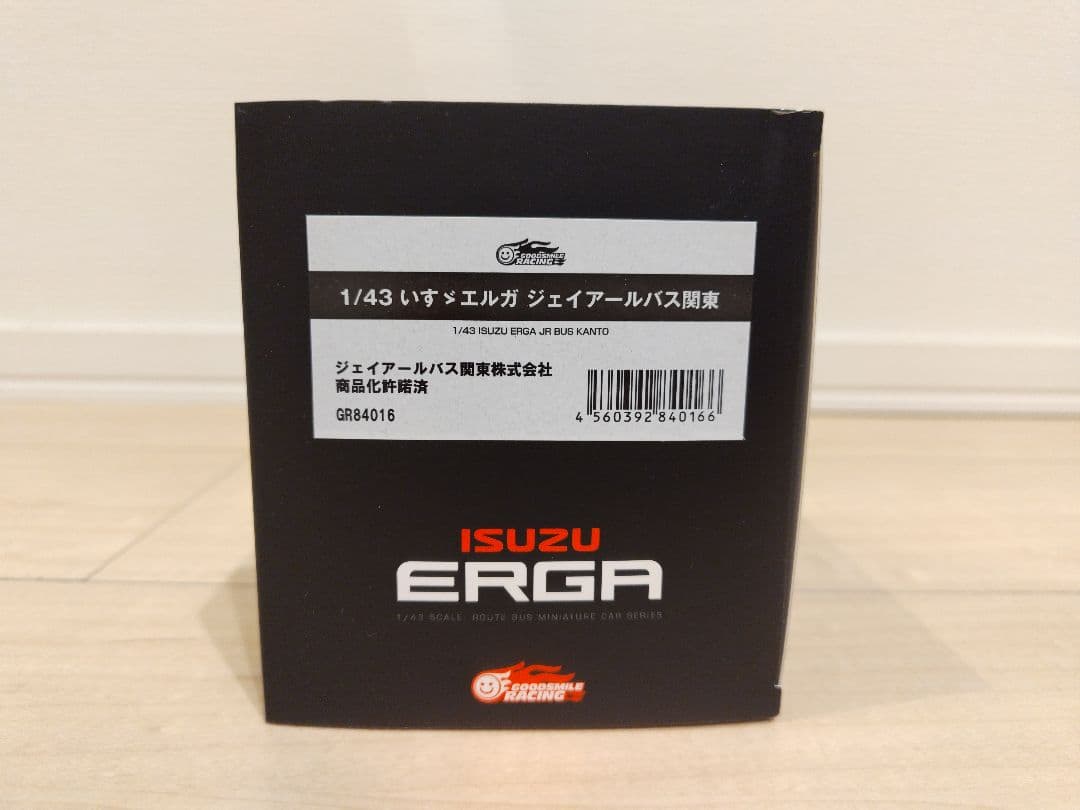 GOODSMILE
RACING
1/43 いすゞエルガ ジェイアールバス関東
1/43 ISUZU ERGA JR BUS KANTO
ジェイアールバス関東株式会社
商品化許諾済
GR84016
4 560392 840166
ISUZU
ERGA
1/43 SCALE ROUTE BUS MINIATURE CAR SERIES
GOODSMILE
RACING